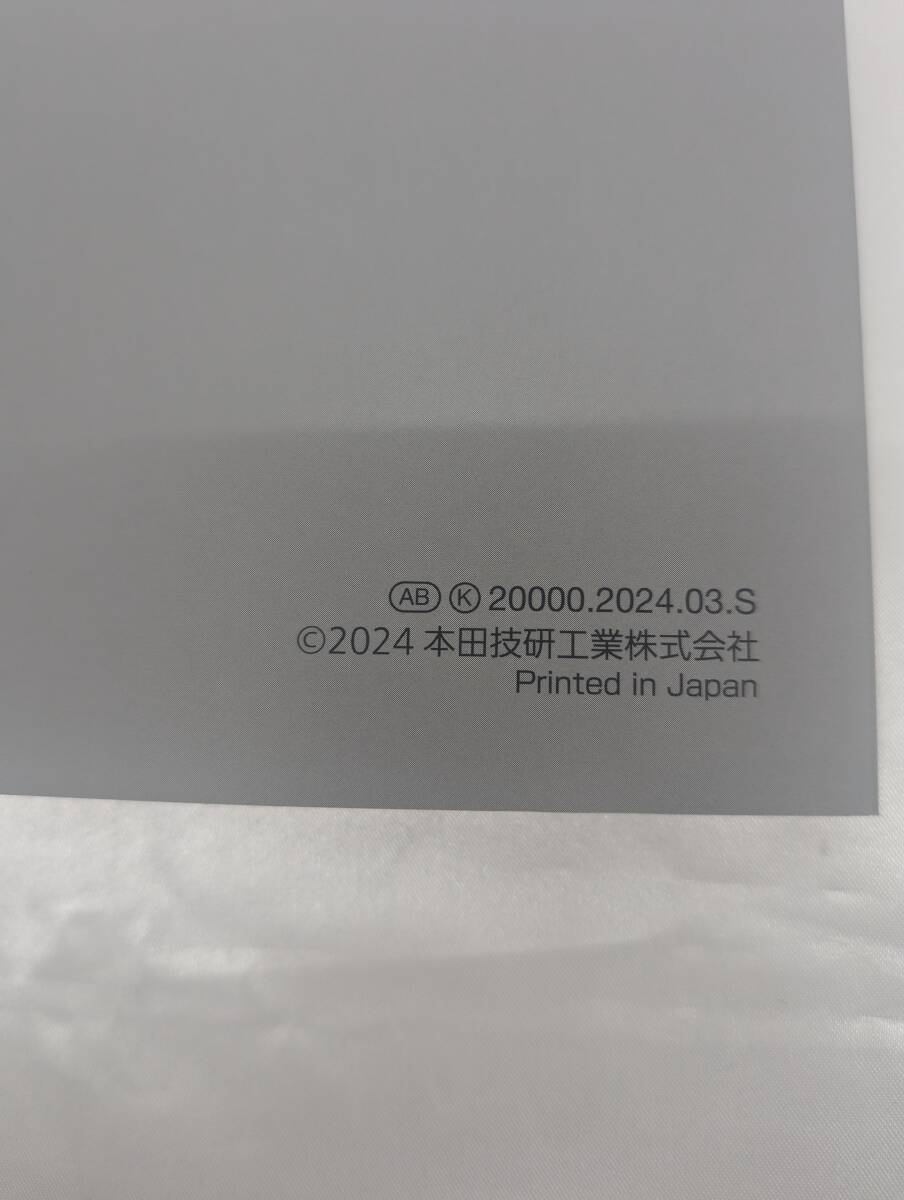 AB K 20000.2024.03.S
©2024 本田技研工業株式会社
Printed in Japan